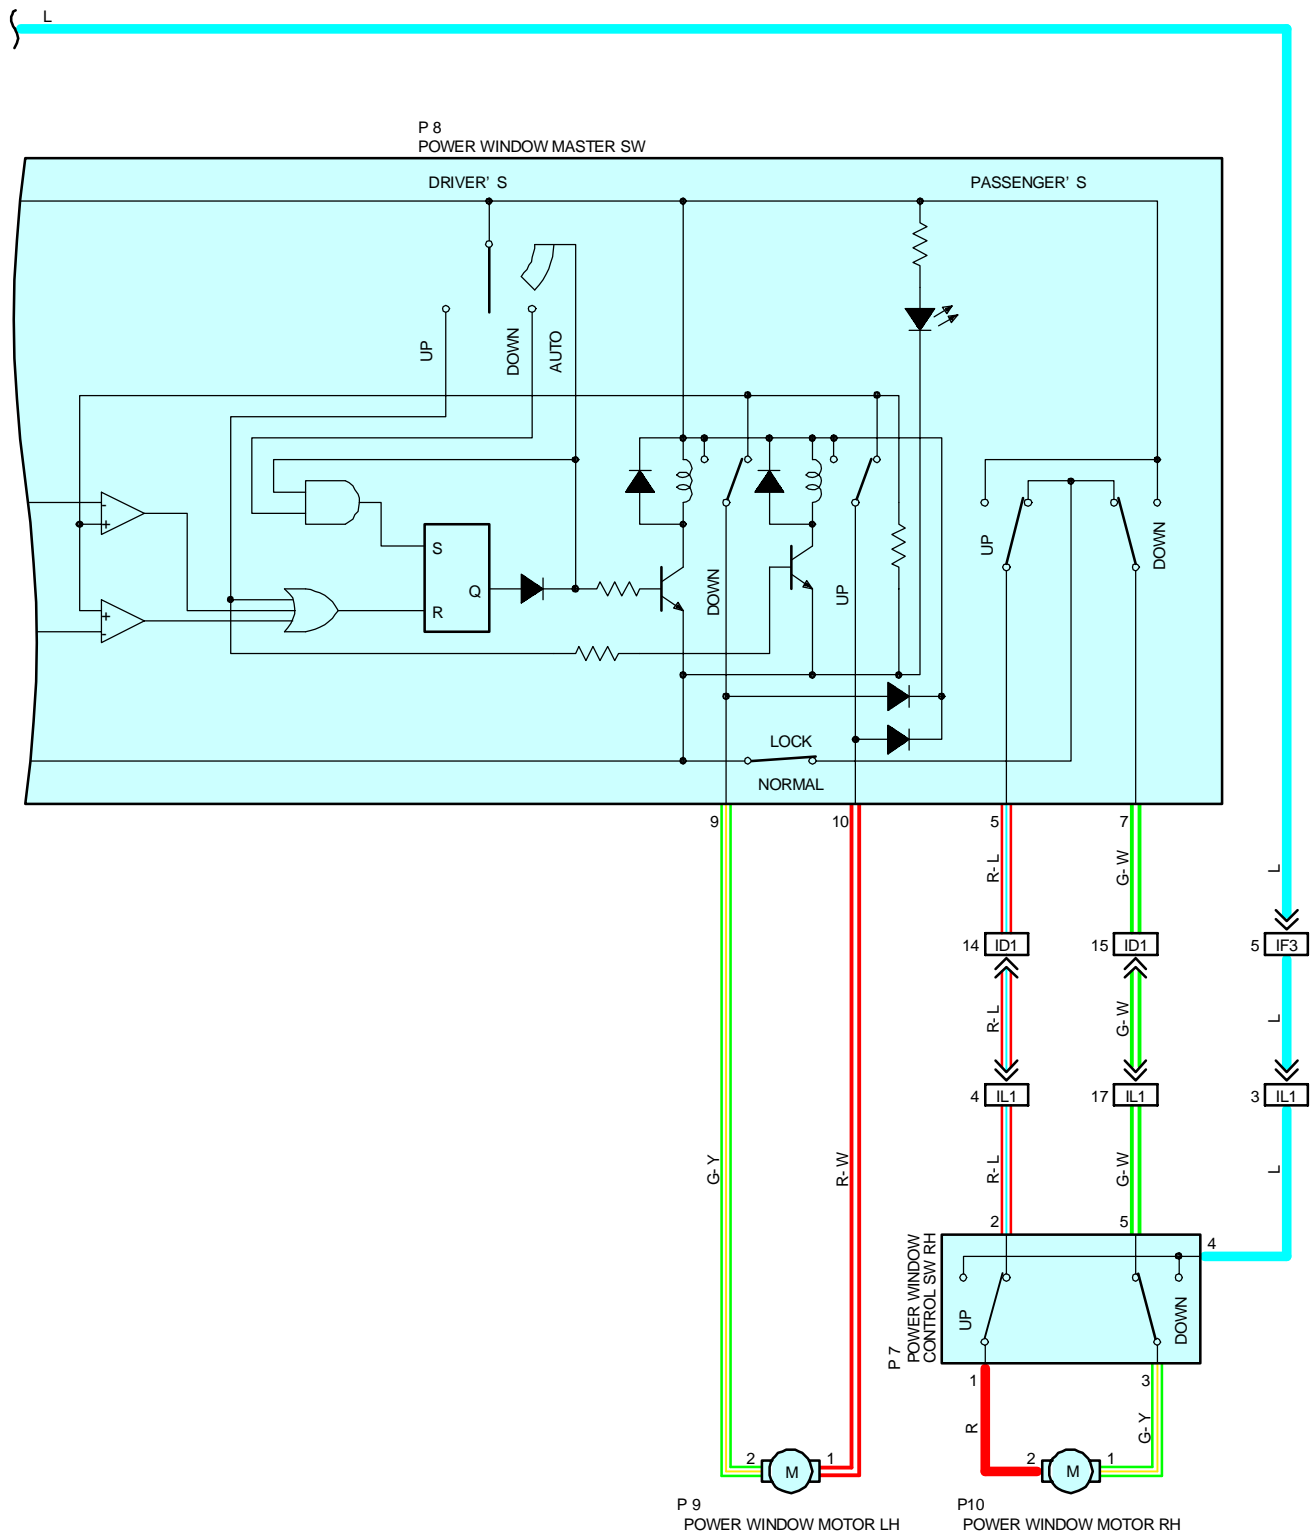 L
P 8
POWER WINDOW MASTER SW
DRIVER' S
PASSENGER' S
UP
DOWN
AUTO
-
+
+
-
S
R
Q
DOWN
UP
UP
DOWN
LOCK
NORMAL
9
10
5
7
R- L
G- W
L
14 ID1
15 ID1
5 IF3
R- L
G- W
L
4 IL1
17 IL1
3 IL1
G- Y
R- W
R- L
G- W
L
2
5
4
P 7
POWER WINDOW
CONTROL SW RH
UP
DOWN
1
3
R
G- Y
2
M
1
2
M
1
P 9
POWER WINDOW MOTOR LH
P10
POWER WINDOW MOTOR RH